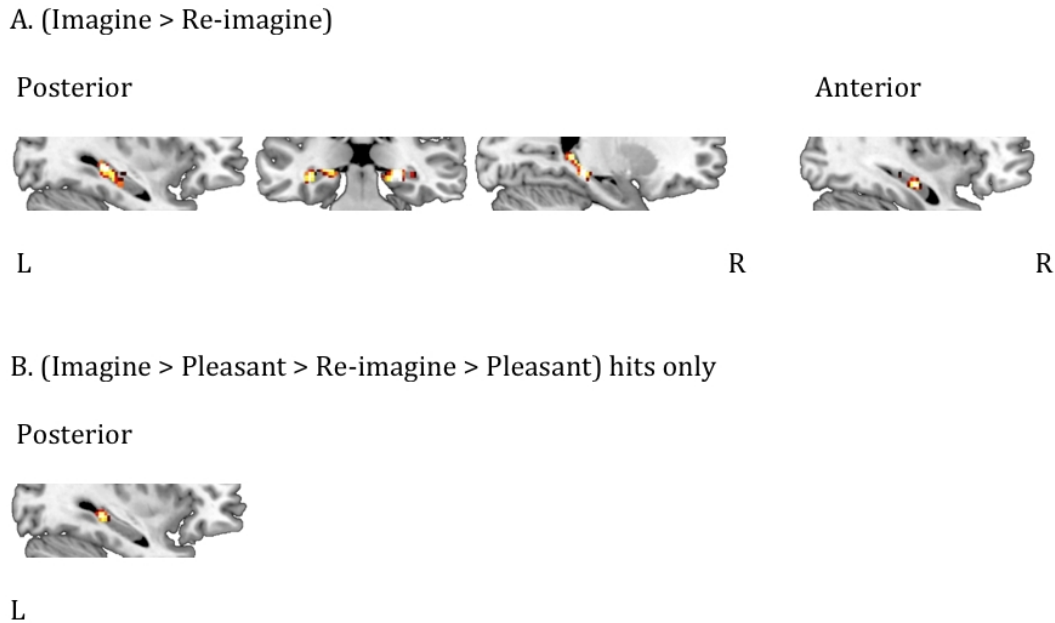 A. (Imagine > Re-imagine)
Posterior Anterior
L R R
B. (Imagine > Pleasant > Re-imagine > Pleasant) hits only
Posterior
L